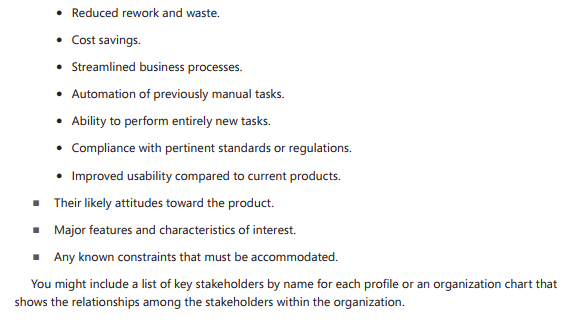 • Reduced rework and waste.
• Cost savings.
• Streamlined business processes.
• Automation of previously manual tasks.
• Ability to perform entirely new tasks.
• Compliance with pertinent standards or regulations.
• Improved usability compared to current products.
■ Their likely attitudes toward the product.
■ Major features and characteristics of interest.
■ Any known constraints that must be accommodated.
You might include a list of key stakeholders by name for each profile or an organization chart that
shows the relationships among the stakeholders within the organization.